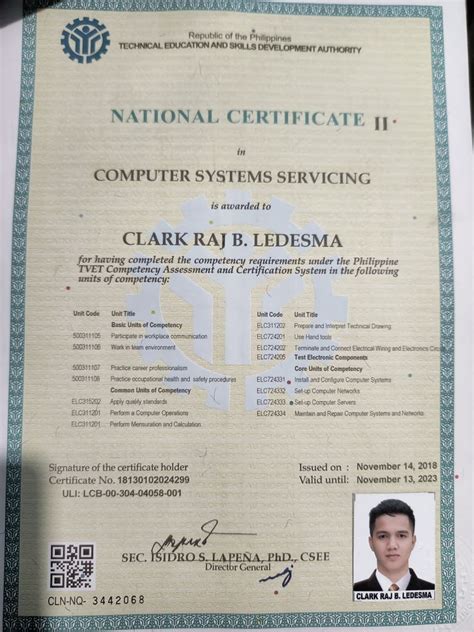 Republic of the Philippines
TECHNICAL EDUCATION AND SKILLS DEVELOPMENT AUTHORITY
NATIONAL CERTIFICATE II
in
COMPUTER SYSTEMS SERVICING
is awarded to
CLARK RAJ B. LEDESMA
for having completed the competency requirements under the Philippine
TVET Competency Assessment and Certification System in the following
units of competency:
Unit Code Unit Title
Basic Units of Competency
500311105 Participate in workplace communication
500311106 Work in team environment
500311107 Practice career professionalism
500311108 Practice occupational health and safety procedures
Common Units of Competency
ELC315202 Apply quality standards
ELC311201 Perform a Computer Operations
ELC311201 Perform Mensuration and Calculation
Unit Code Unit Title
ELC311202 Prepare and Interpret Technical Drawing
ELC724201 Use Hand tools
ELC724202 Terminate and Connect Electrical Wiring and Electronics Circuit
ELC724205 Test Electronic Components
Core Units of Competency
ELC724331 Install and Configure Computer Systems
ELC724332 Set-up Computer Networks
ELC724333 Set-up Computer Servers
ELC724334 Maintain and Repair Computer Systems and Networks
Signature of the certificate holder
Certificate No. 18130102024299
ULI: LCB-00-304-04058-001
Issued on : November 14, 2018
Valid until: November 13, 2023
SEC. ISIDRO S. LAPEÑA, PhD., CSEE
Director General
CLARK RAJ B. LEDESMA
CLN-NQ- 3442068